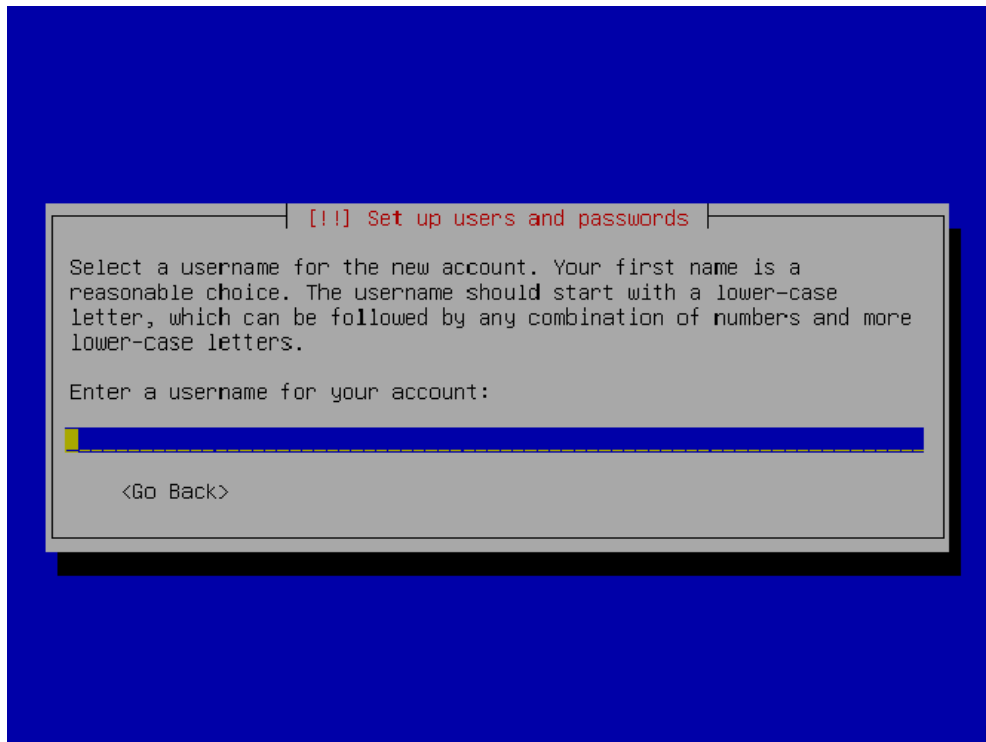 [!!] Set up users and passwords
Select a username for the new account. Your first name is a
reasonable choice. The username should start with a lower-case
letter, which can be followed by any combination of numbers and more
lower-case letters.
Enter a username for your account:
<Go Back>